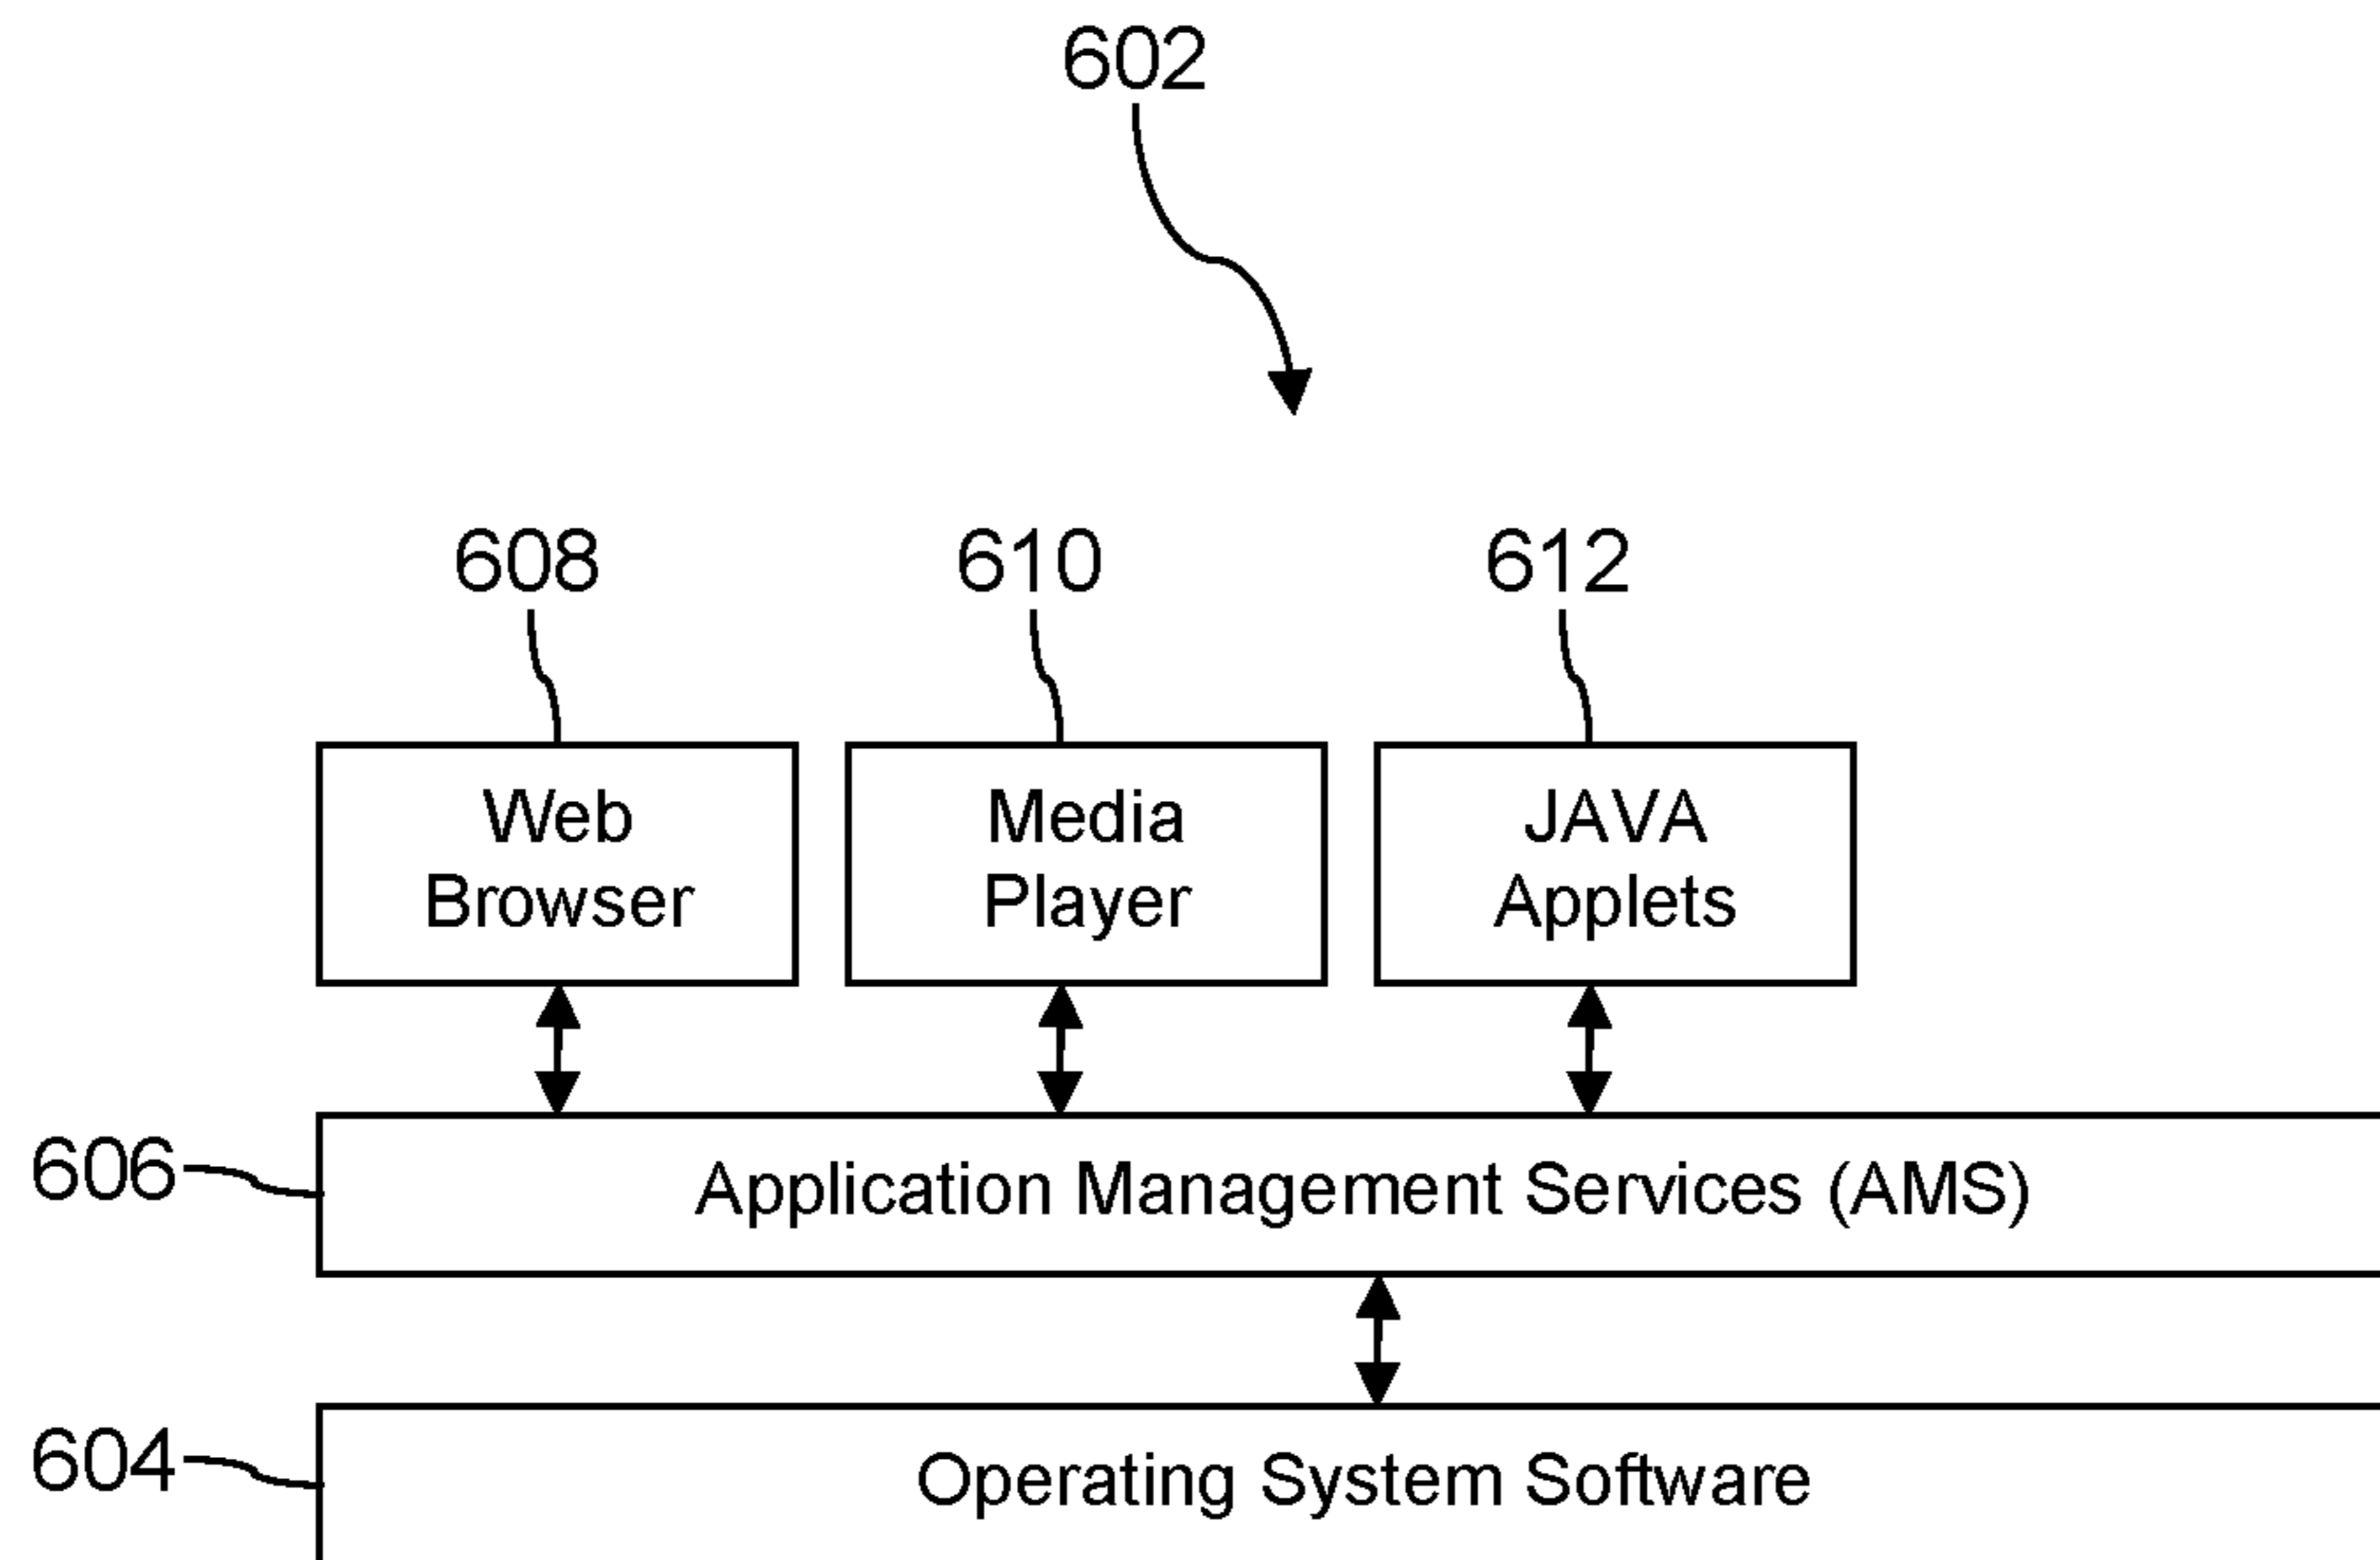 602
608
610
612
Web
Browser
Media
Player
JAVA
Applets
606
Application Management Services (AMS)
604
Operating System Software